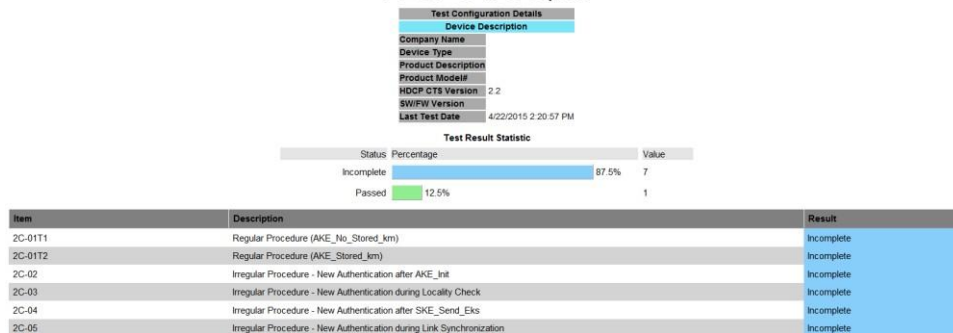 Test Configuration Details
Device Description
Company Name
Device Type
Product Description
Product Model#
HDCP CTS Version 2.2
SW/FW Version
Last Test Date 4/22/2015 2:20:57 PM
Test Result Statistic
Status Percentage Value
Incomplete 87.5% 7
Passed 12.5% 1
Item Description Result
2C-01T1 Regular Procedure (AKE_No_Stored_km) Incomplete
2C-01T2 Regular Procedure (AKE_Stored_km) Incomplete
2C-02 Irregular Procedure - New Authentication after AKE_Init Incomplete
2C-03 Irregular Procedure - New Authentication during Locality Check Incomplete
2C-04 Irregular Procedure - New Authentication after SKE_Send_Eks Incomplete
2C-05 Irregular Procedure - New Authentication during Link Synchronization Incomplete